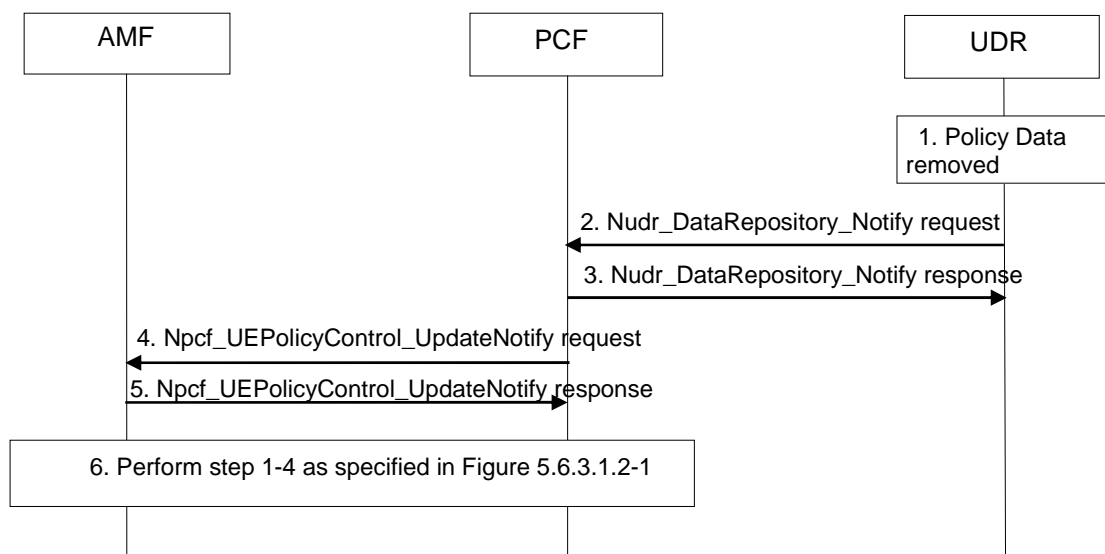 AMF
PCF
UDR
1. Policy Data
removed
2. Nudr_DataRepository_Notify request
3. Nudr_DataRepository_Notify response
4. Npcf_UEPolicyControl_UpdateNotify request
5. Npcf_UEPolicyControl_UpdateNotify response
6. Perform step 1-4 as specified in Figure 5.6.3.1.2-1